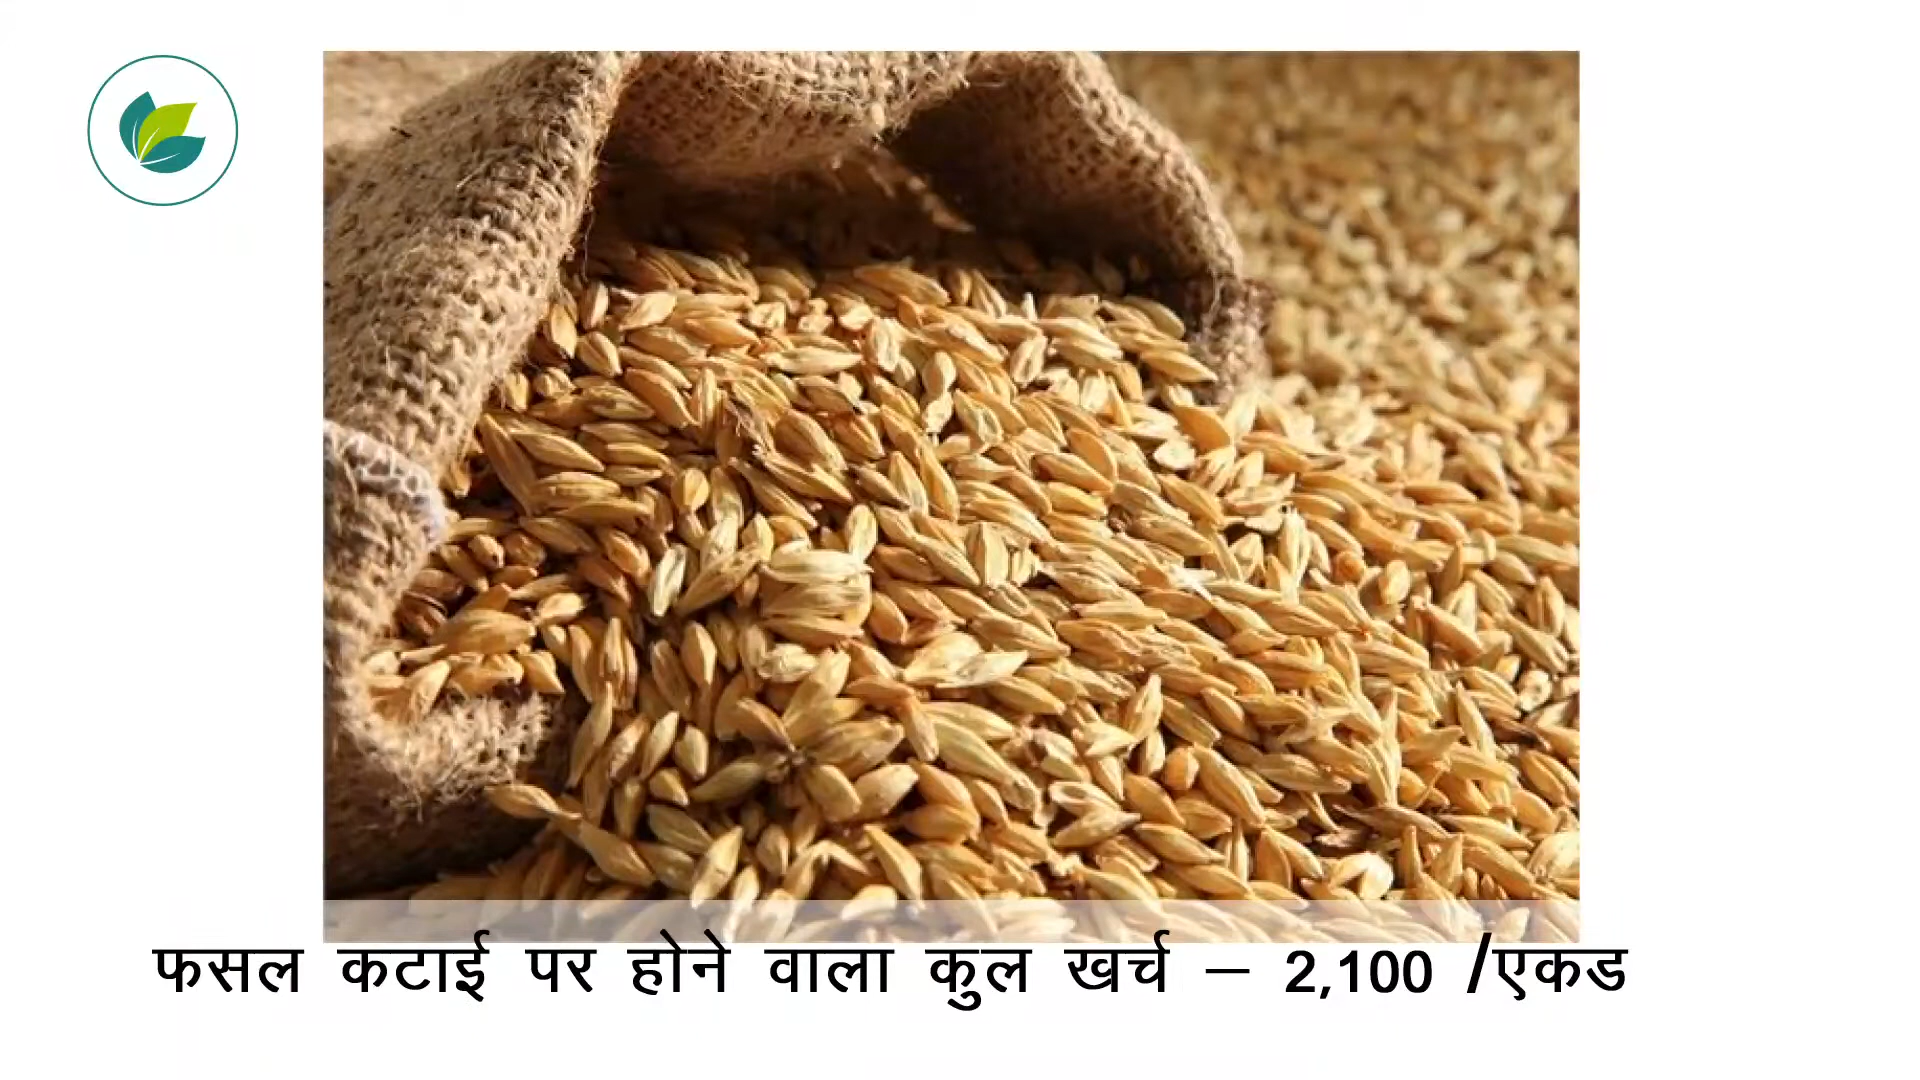 फसल कटाई पर होने वाला कुल खर्च – 2,100 /एकड